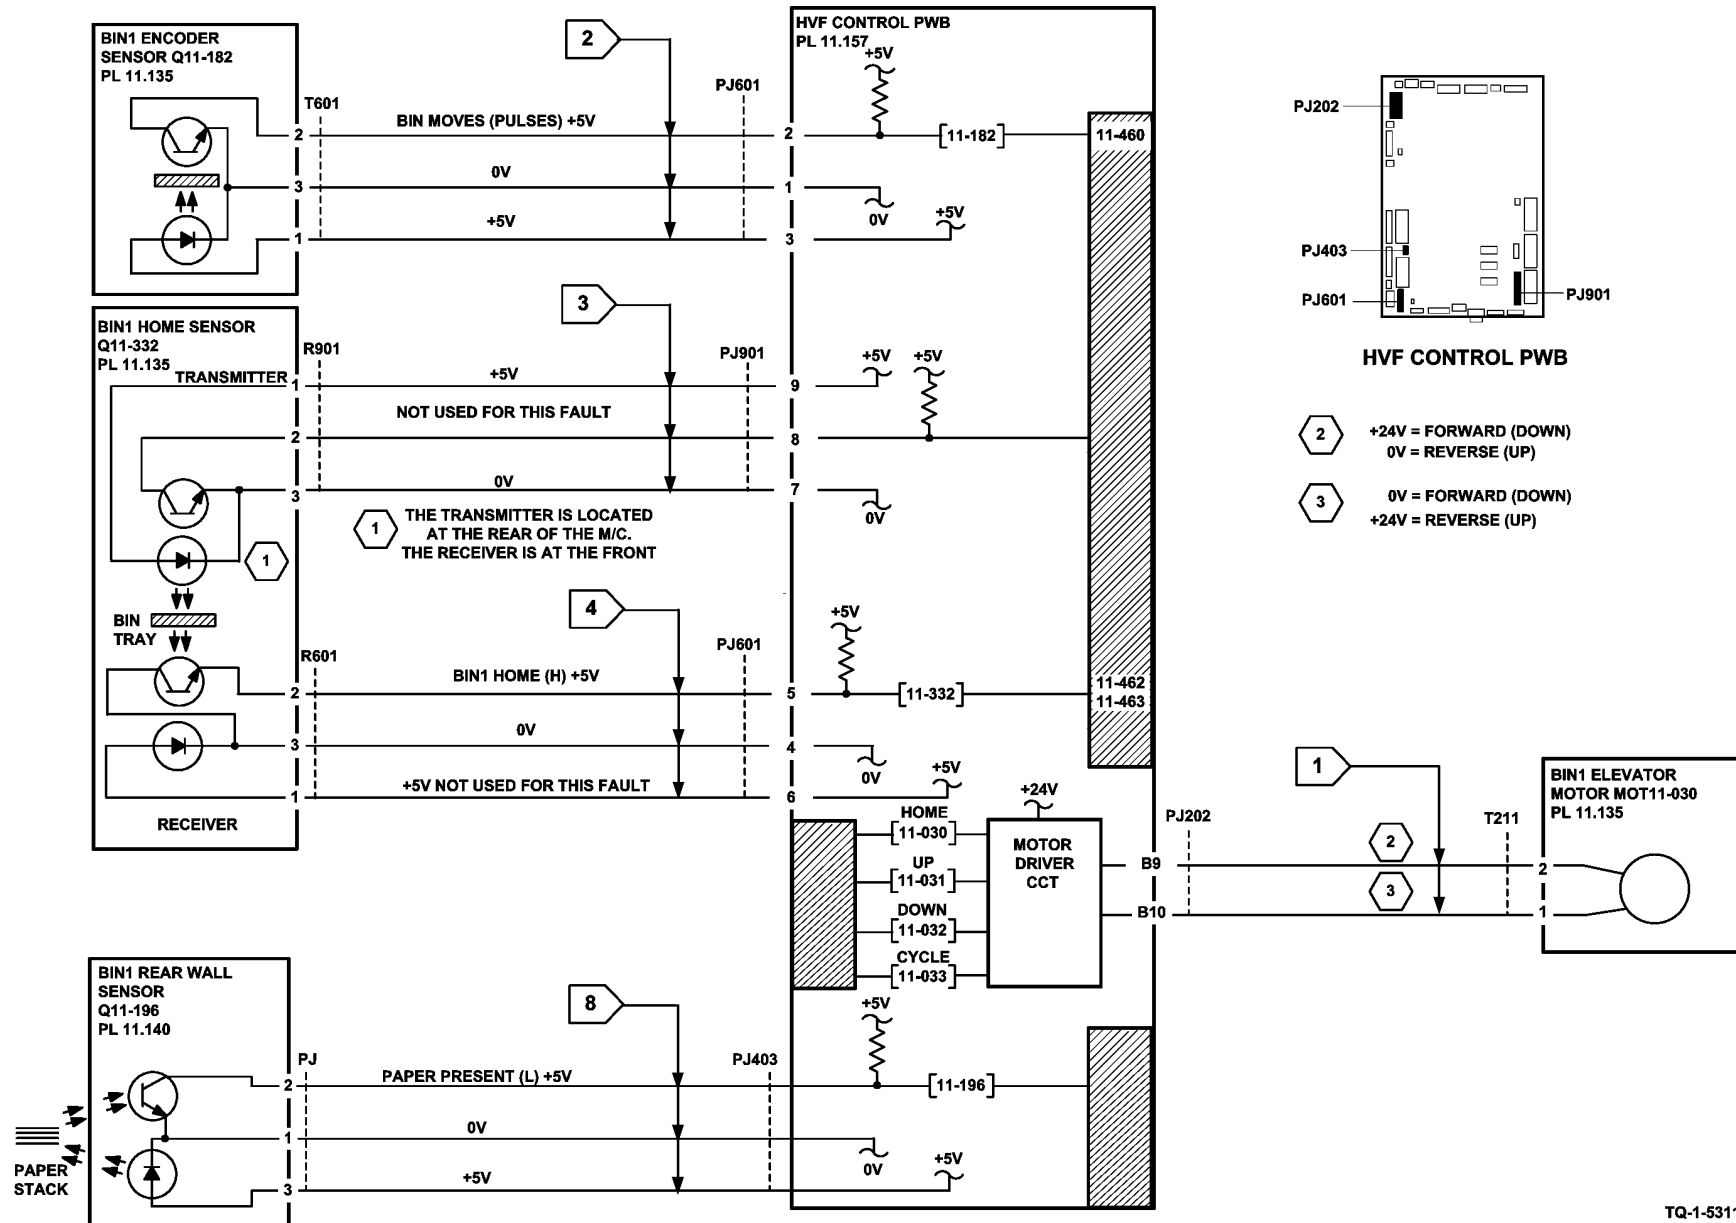 BIN1 ENCODER
SENSOR Q11-182
PL 11.135
T601
2
BIN MOVES (PULSES) +5V
PJ601
2
2
3
0V
1
1
+5V
3
HVF CONTROL PWB
PL 11.157
+5V
[11-182]
11-460
0V
+5V
BIN1 HOME SENSOR
Q11-332
PL 11.135
TRANSMITTER
R901
3
PJ901
1
+5V
9
+5V
+5V
NOT USED FOR THIS FAULT
2
8
3
0V
7
0V
1
THE TRANSMITTER IS LOCATED
AT THE REAR OF THE M/C.
THE RECEIVER IS AT THE FRONT
1
BIN
TRAY
R601
4
PJ601
2
BIN1 HOME (H) +5V
5
+5V
[11-332]
11-462
11-463
3
0V
4
0V
1
+5V NOT USED FOR THIS FAULT
6
+5V
RECEIVER
HOME
[11-030]
UP
[11-031]
DOWN
[11-032]
CYCLE
[11-033]
+24V
MOTOR
DRIVER
CCT
B9
B10
PJ202
1
2
3
T211
2
1
BIN1 ELEVATOR
MOTOR MOT11-030
PL 11.135
BIN1 REAR WALL
SENSOR
Q11-196
PL 11.140
PJ
8
PJ403
2
PAPER PRESENT (L) +5V
+5V
[11-196]
1
0V
0V
3
+5V
+5V
PAPER
STACK
PJ202
PJ403
PJ601
PJ901
HVF CONTROL PWB
2
+24V = FORWARD (DOWN)
0V = REVERSE (UP)
3
0V = FORWARD (DOWN)
+24V = REVERSE (UP)